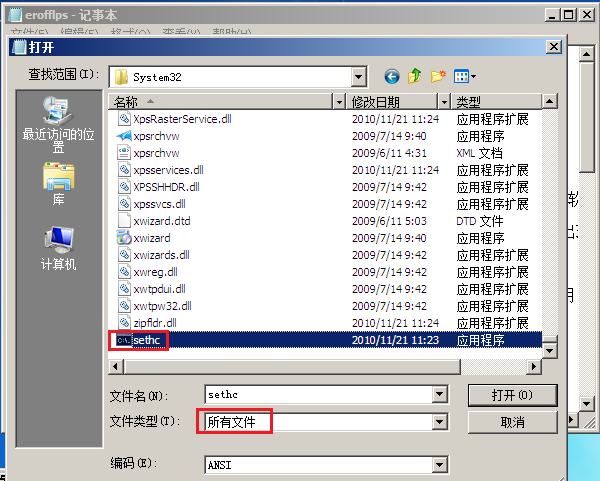 erofflps - 记事本
文件(F) 编辑(E) 格式(O) 查看(V) 帮助(H)
打开
查找范围(I): System32
名称 修改日期 类型
XpsRasterService.dll 2010/11/21 11:24 应用程序扩展
xpsrchvw 2009/7/14 9:40 应用程序
xpsrchvw 2009/6/11 4:31 XML 文档
xpsservices.dll 2010/11/21 11:24 应用程序扩展
XPSSHHDR.dll 2009/7/14 9:42 应用程序扩展
xpssvcs.dll 2009/7/14 9:42 应用程序扩展
xwizard.dtd 2009/6/11 5:03 DTD 文件
xwizard 2009/7/14 9:40 应用程序
xwizards.dll 2009/7/14 9:42 应用程序扩展
xwreg.dll 2009/7/14 9:42 应用程序扩展
xwtpdui.dll 2009/7/14 9:42 应用程序扩展
xwtpw32.dll 2009/7/14 9:42 应用程序扩展
zipfldr.dll 2010/11/21 11:24 应用程序扩展
sethc 2010/11/21 11:23 应用程序
最近访问的位
置
库
计算机
文件名(N): sethc 打开(O)
文件类型(T): 所有文件 取消
编码(E): ANSI